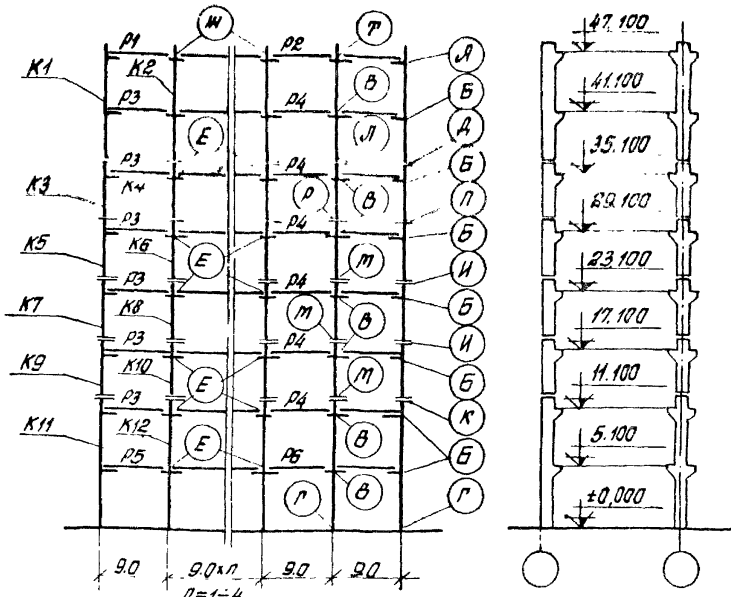 Ж Т 47.100
Р1 Р2 Я
К1 К2 В 41.100
Р3 Р4 Б
Е Л Д 35.100
Р3 Р4 Б
К3 К4 Р В П 29.100
Р3 Р4 Б
К5 К6 Е М И 23.100
Р3 Р4 Б
К7 К8 М В И 17.100
Р3 Р4 Б
К9 К10 Е М К 11.100
Р3 Р4
К11 К12 Е В Б 5.100
Р5 Р6
Г В Г ±0,000
9.0 9.0хп 9.0 9.0
п=1÷4